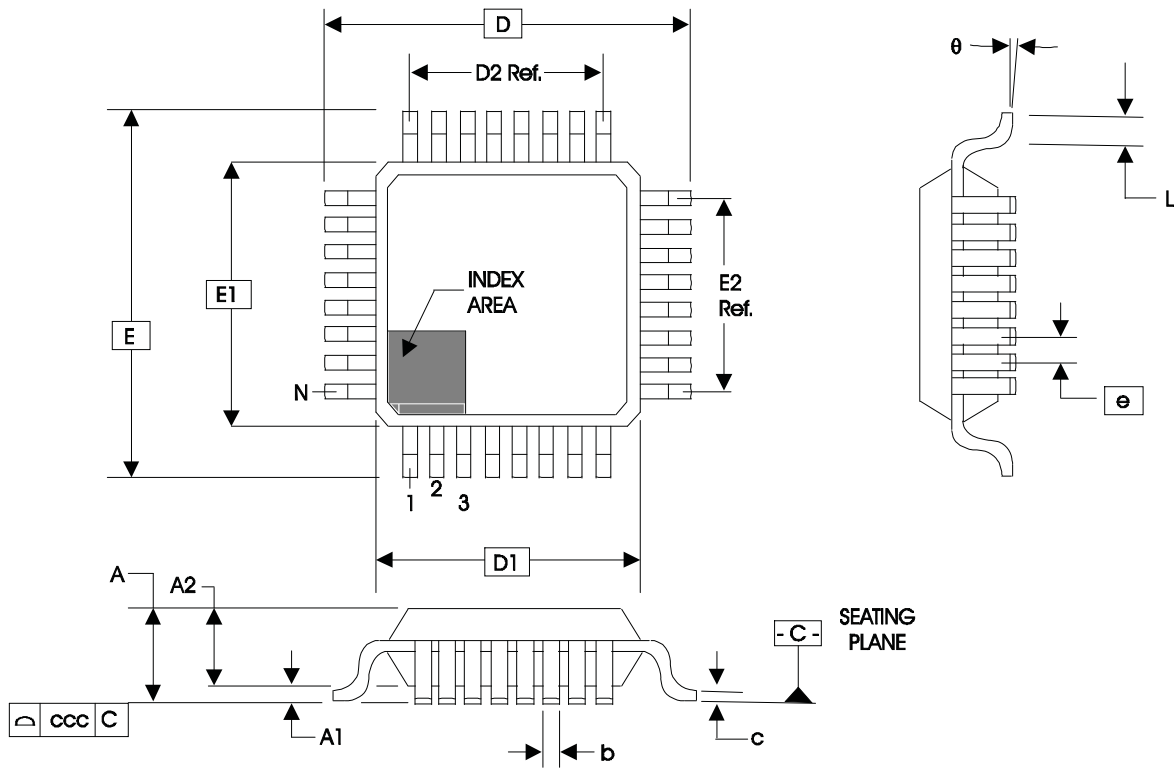 D
D2 Ref.
θ
L
E1
E
INDEX
AREA
E2
Ref.
N
e
1
2
3
D1
A
A2
- C -
SEATING
PLANE
ccc C
A1
b
c